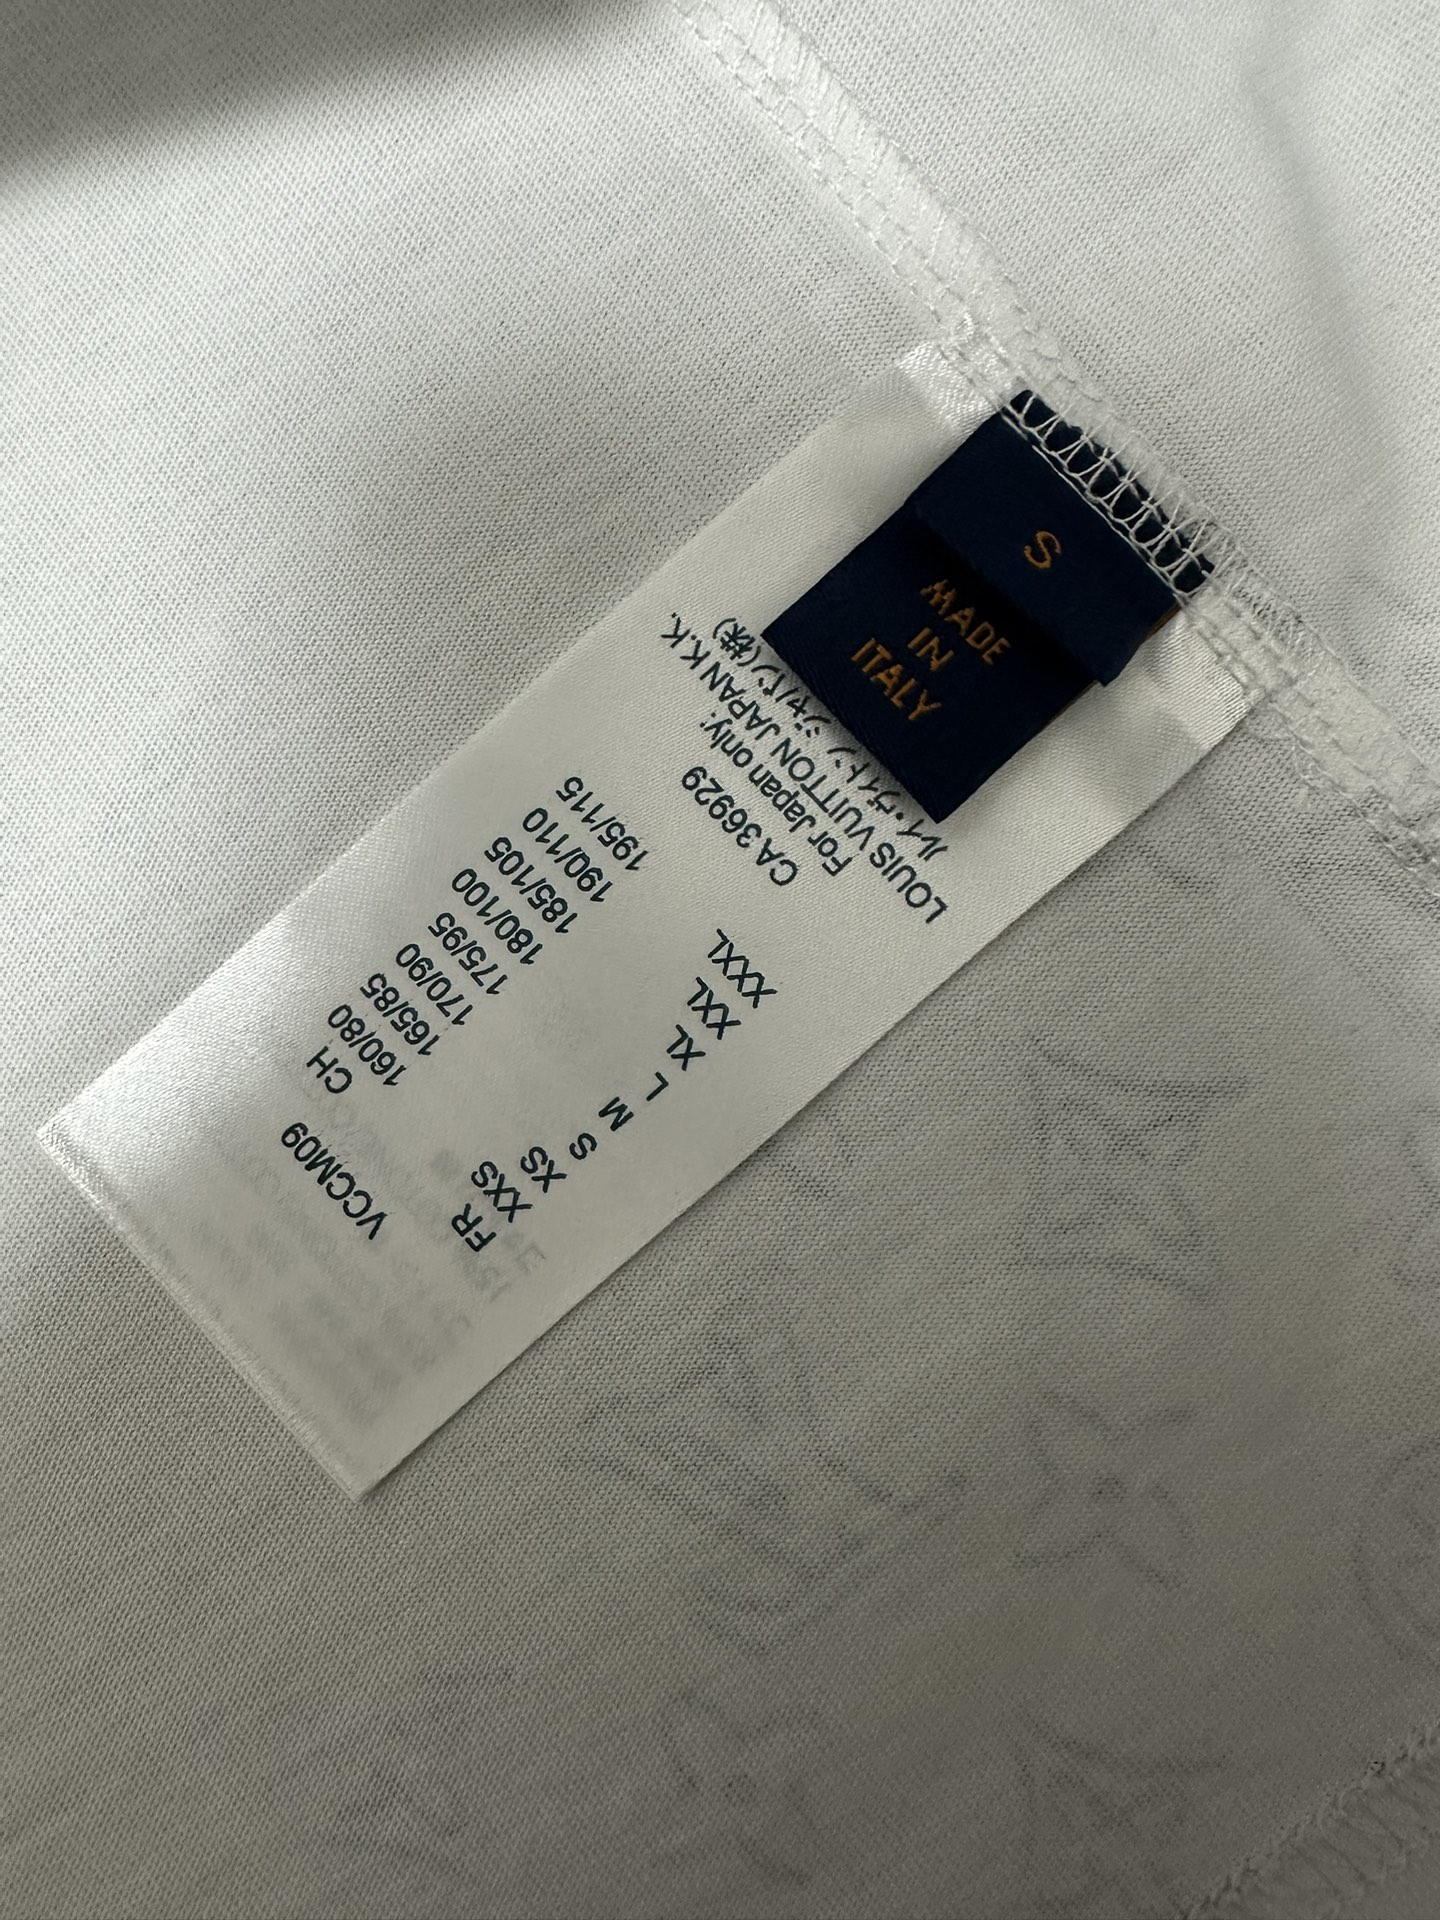 S
MADE
IN
ITALY
VCCM09
FR CH
XXS 160/80
XS 165/85
S 170/90
M 175/95
L 180/100
XL 185/105
XXL 190/110
XXXL 195/115
CA 36929
For Japan only:
LOUIS VUITTON JAPAN K.K.
ルイ・ヴィトン ジャパン(株)